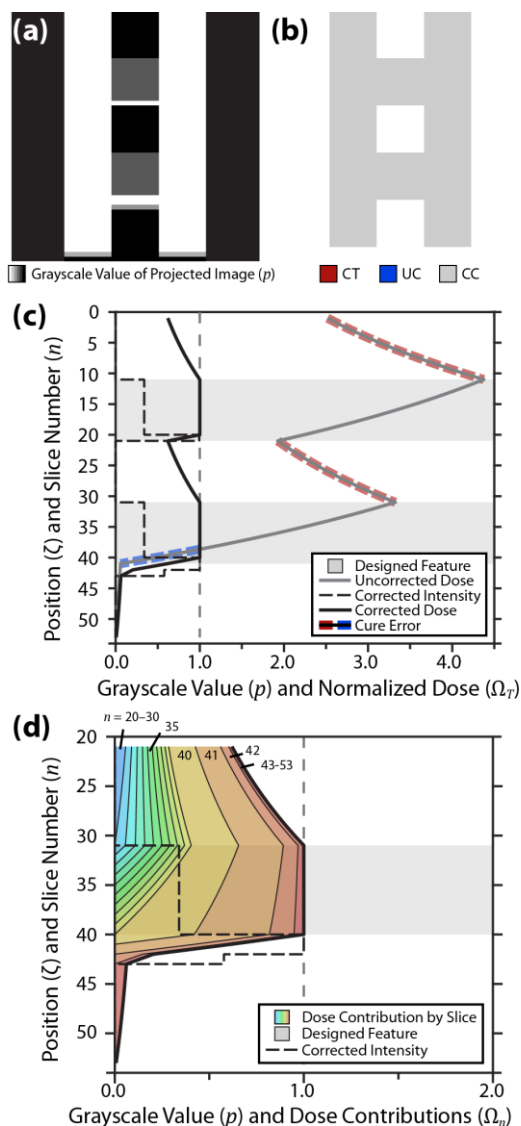 (a)
(b)
Grayscale Value of Projected Image (p)
CT
UC
CC
(c)
Position (ζ) and Slice Number (n)
0
5
10
15
20
25
30
35
40
45
50
Designed Feature
Uncorrected Dose
Corrected Intensity
Corrected Dose
Cure Error
0.0
1.0
2.0
3.0
4.0
Grayscale Value (p) and Normalized Dose (Ω_T)
(d)
n = 20–30
35
40
41
42
43-53
Position (ζ) and Slice Number (n)
20
25
30
35
40
45
50
Dose Contribution by Slice
Designed Feature
Corrected Intensity
0.0
1.0
2.0
Grayscale Value (p) and Dose Contributions (Ω_n)